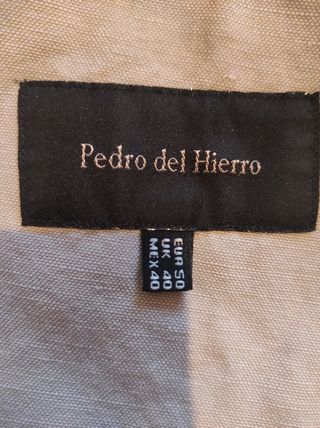 Pedro del Hierro
EUR 50
UK 40
MEX 40